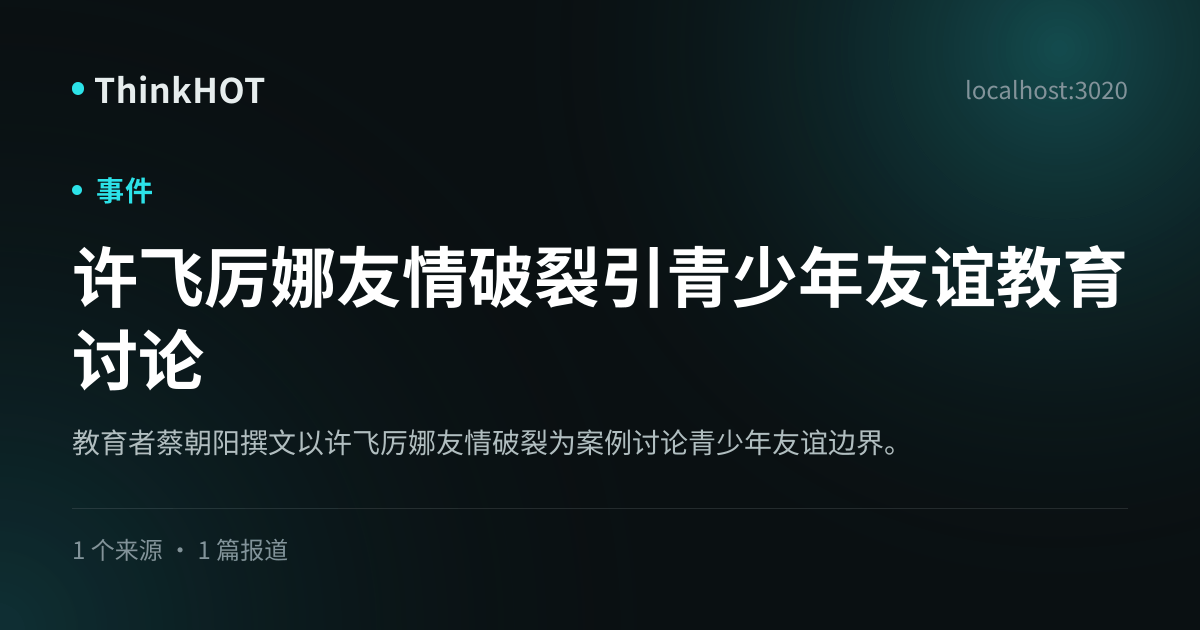 ThinkHOT
localhost:3020
事件
许飞厉娜友情破裂引青少年友谊教育
讨论
教育者蔡朝阳撰文以许飞厉娜友情破裂为案例讨论青少年友谊边界。
1 个来源 · 1 篇报道